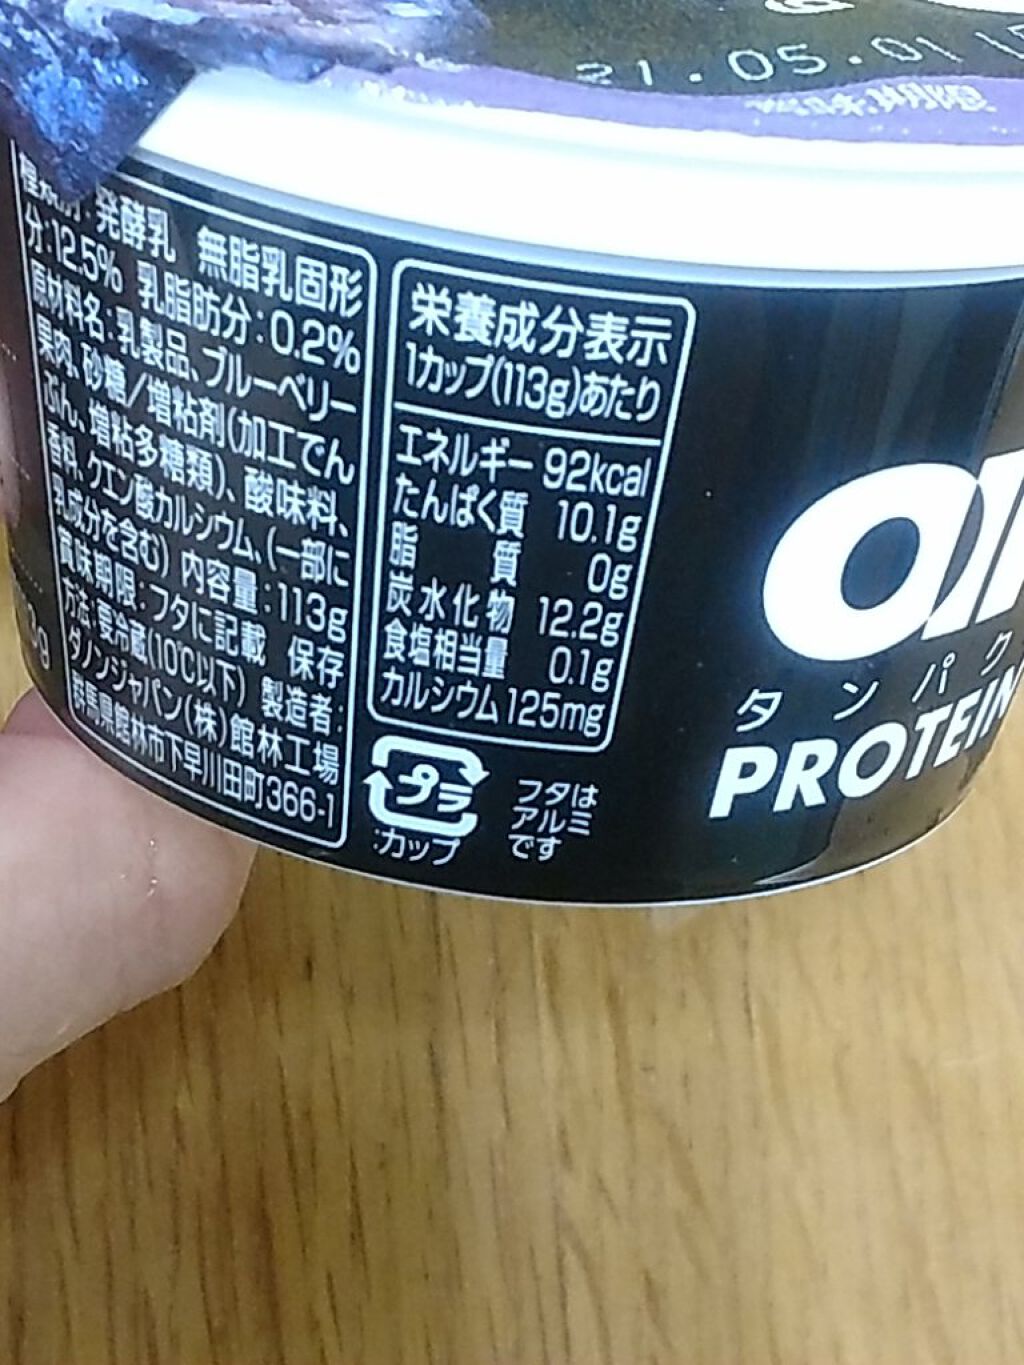 21.05.01
賞味期限
種類別:発酵乳 無脂乳固形
分:12.5% 乳脂肪分:0.2%
原材料名:乳製品、ブルーベリー
果肉、砂糖/増粘剤(加工でん
ぷん、増粘多糖類)、酸味料、
香料、クエン酸カルシウム、(一部に
乳成分を含む) 内容量:113g
賞味期限:フタに記載 保存
方法:要冷蔵(10℃以下) 製造者:
ダノンジャパン(株)館林工場
群馬県館林市下早川田町366-1
栄養成分表示
1カップ(113g)あたり
エネルギー 92kcal
たんぱく質 10.1g
脂質 0g
炭水化物 12.2g
食塩相当量 0.1g
カルシウム 125mg
プラ
:カップ
フタは
アルミ
です
タンパク
PROTEIN